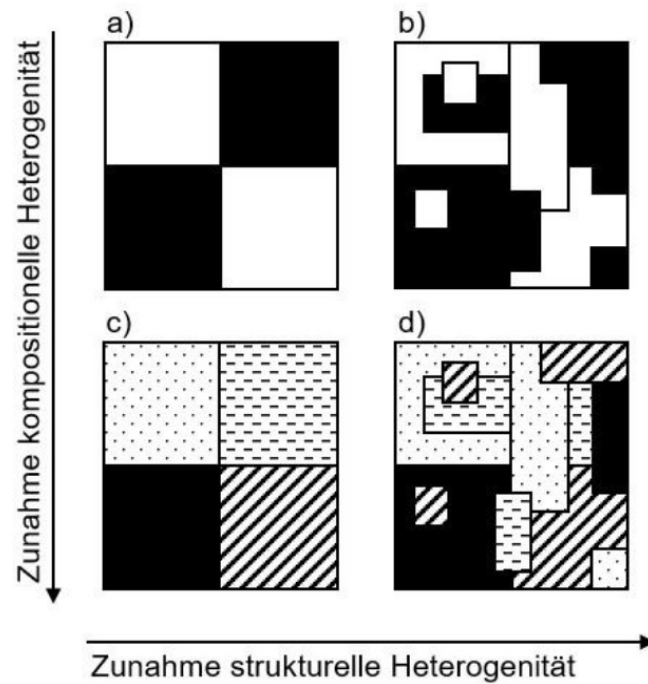 a)
b)
Zunahme kompositionelle Heterogenität
c)
d)
Zunahme strukturelle Heterogenität